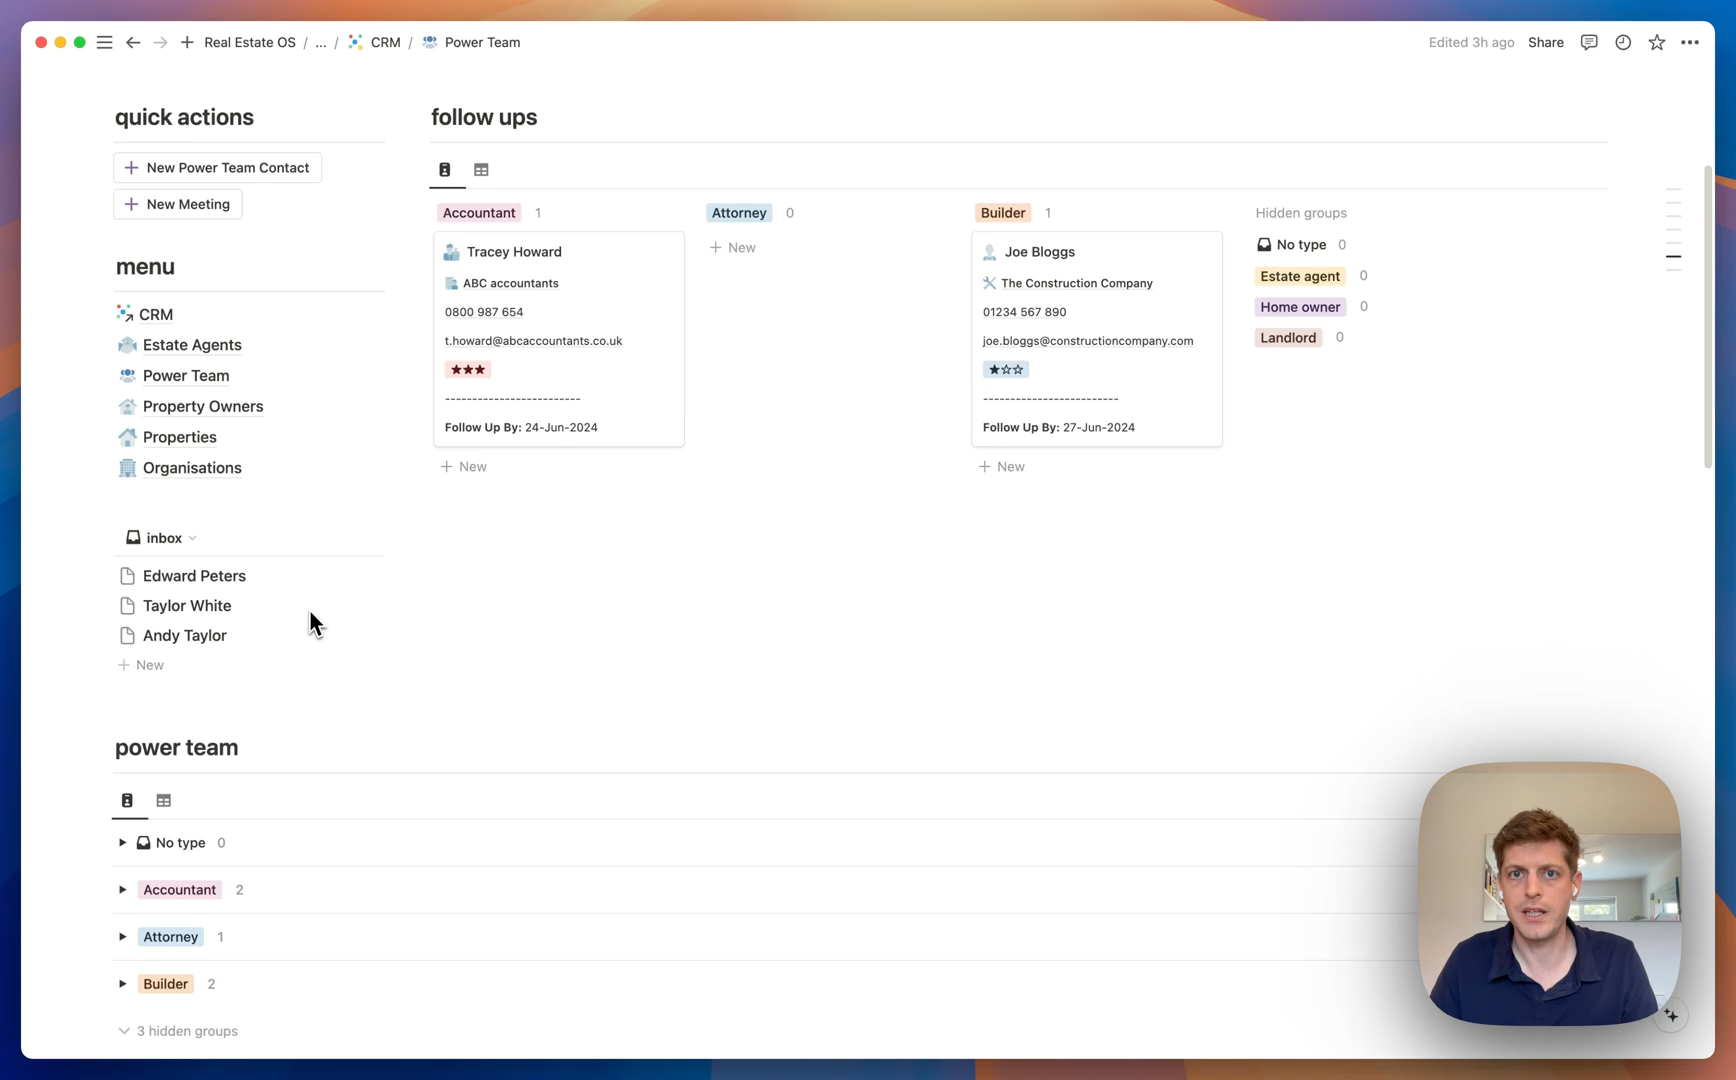 Real Estate OS / ... / CRM / Power Team
Edited 3h ago Share
quick actions
New Power Team Contact
New Meeting
menu
CRM
Estate Agents
Power Team
Property Owners
Properties
Organisations
inbox
Edward Peters
Taylor White
Andy Taylor
New
follow ups
Accountant 1
Tracey Howard
ABC accountants
0800 987 654
t.howard@abcaccountants.co.uk
★★★
-------------------------
Follow Up By: 24-Jun-2024
New
Attorney 0
New
Builder 1
Joe Bloggs
The Construction Company
01234 567 890
joe.bloggs@constructioncompany.com
★☆☆
-------------------------
Follow Up By: 27-Jun-2024
New
Hidden groups
No type 0
Estate agent 0
Home owner 0
Landlord 0
power team
No type 0
Accountant 2
Attorney 1
Builder 2
3 hidden groups